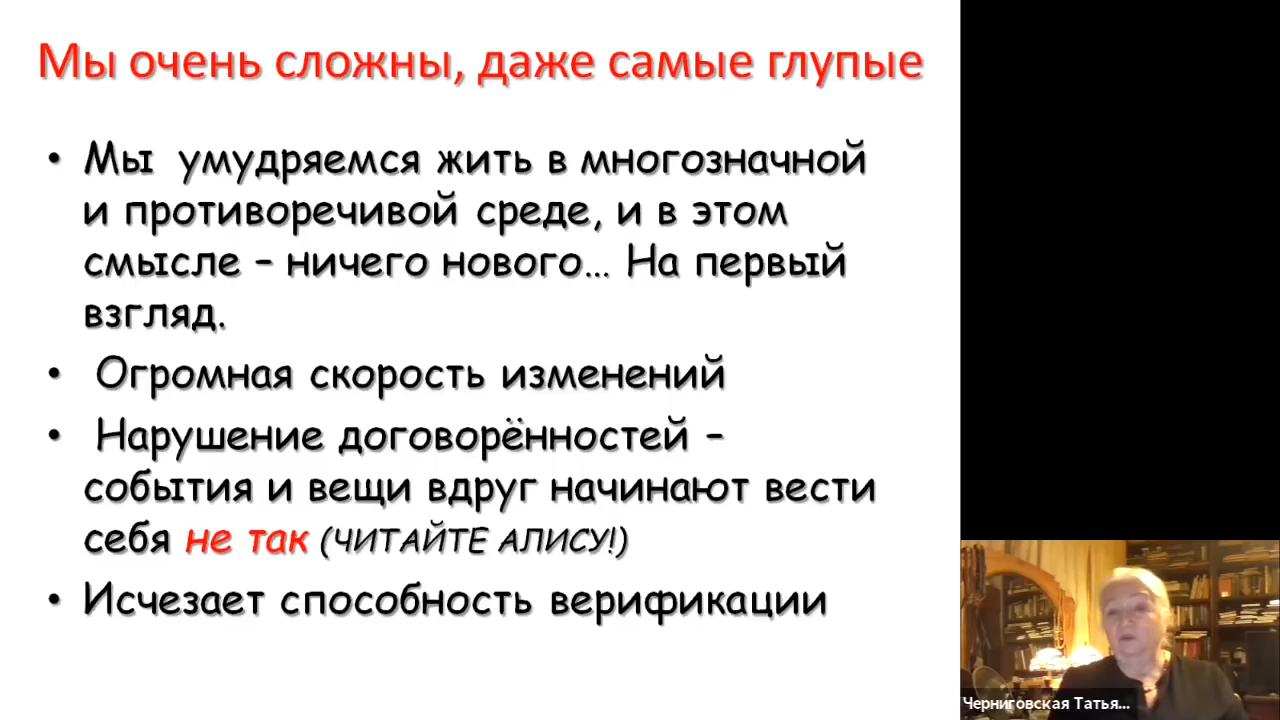 Мы очень сложны, даже самые глупые
• Мы умудряемся жить в многозначной
и противоречивой среде, и в этом
смысле – ничего нового… На первый
взгляд.
• Огромная скорость изменений
• Нарушение договорённостей –
события и вещи вдруг начинают вести
себя не так (ЧИТАЙТЕ АЛИСУ!)
• Исчезает способность верификации
Черниговская Татья...